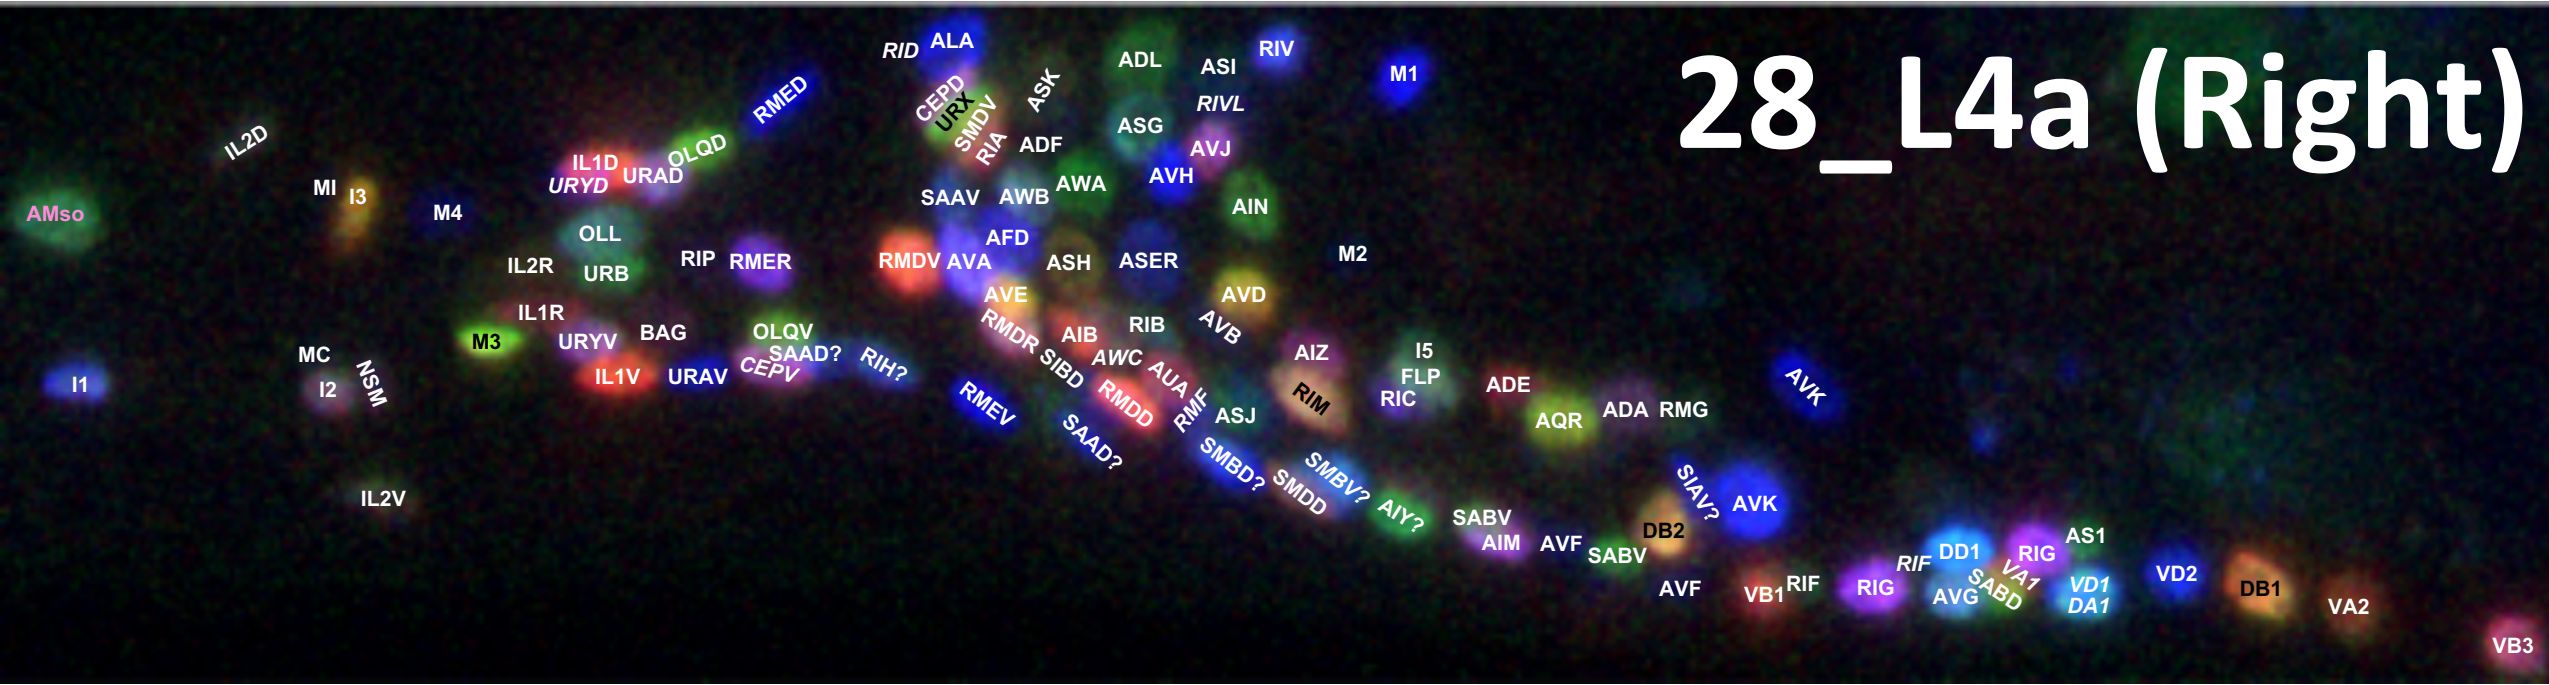 28_L4a (Right)
RID
ALA
CEPD
URX
SMDV
RIA
ASK
ADF
ADL
ASI
RIV
M1
RIVL
ASG
AVJ
AVH
AWA
AIN
IL2D
MI
I3
M4
AMso
RMED
OLQD
IL1D
URYD
URAD
OLL
IL2R
URB
RIP
RMER
SAAV
AWB
AFD
RMDV
AVA
ASH
ASER
M2
AVE
AVD
IL1R
M3
URYV
BAG
OLQV
SAAD?
CEPV
RIH?
IL1V
URAV
RMDR
AIB
RIB
AVB
SIBD
AWC
AUA
AIZ
I5
FLP
RIC
ADE
AVK
MC
I2
NSM
I1
IL2V
RMEV
SAAD?
RMDD
RMF
ASJ
RIM
AQR
ADA
RMG
SMBD?
SMBV?
SMDD
AIY?
SABV
AIM
AVF
SABV
DB2
SIAV?
AVK
AVF
VB1
RIF
RIG
RIF
DD1
AVG
SABD
VA1
RIG
AS1
VD1
DA1
VD2
DB1
VA2
VB3